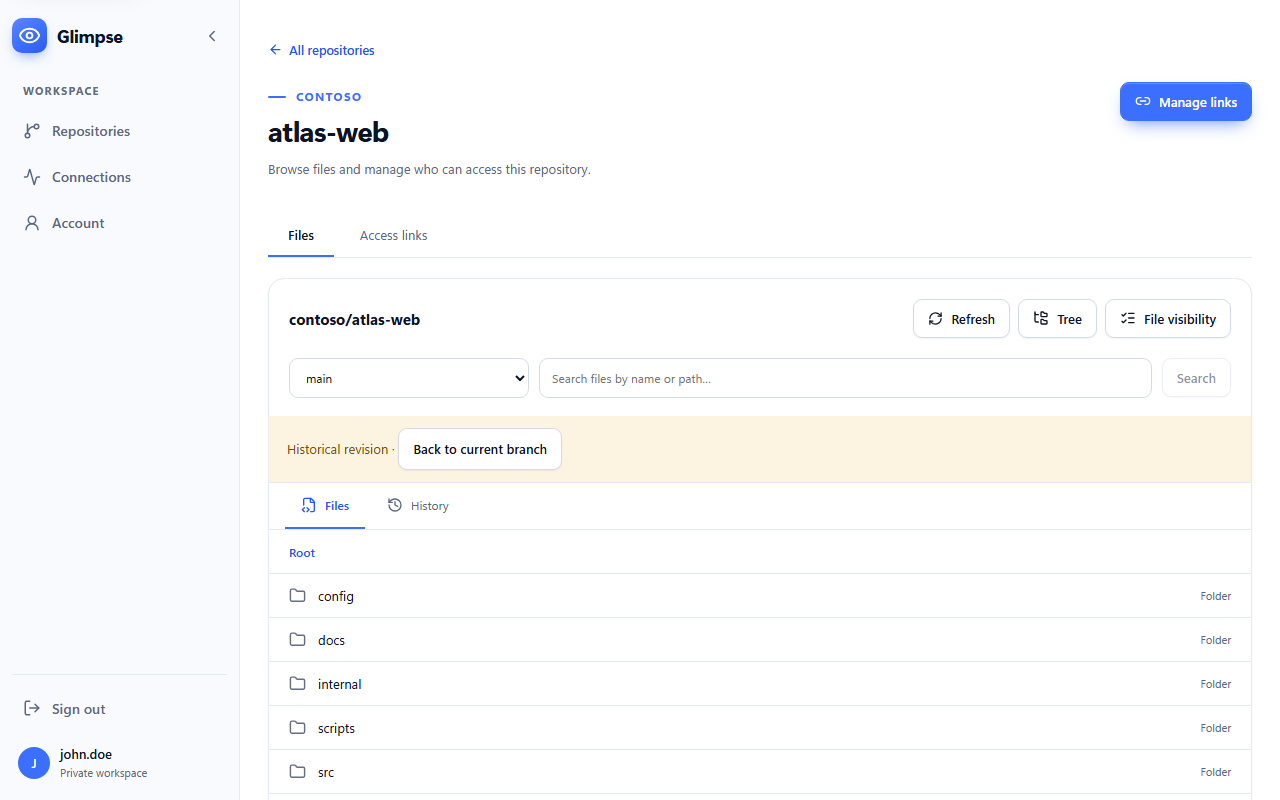 Glimpse
WORKSPACE
Repositories
Connections
Account
Sign out
J
john.doe
Private workspace
All repositories
CONTOSO
atlas-web
Browse files and manage who can access this repository.
Manage links
Files
Access links
contoso/atlas-web
Refresh
Tree
File visibility
main
Search files by name or path...
Search
Historical revision ·
Back to current branch
Files
History
Root
config Folder
docs Folder
internal Folder
scripts Folder
src Folder